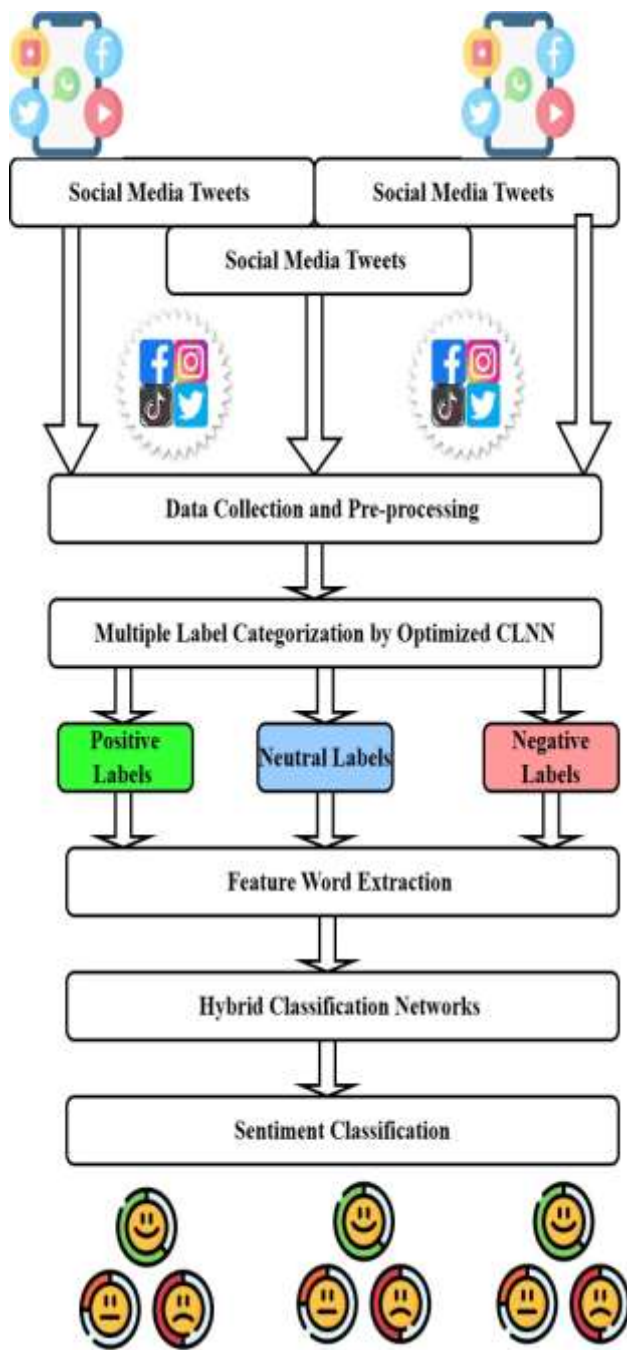 Social Media Tweets
Social Media Tweets
Social Media Tweets
Data Collection and Pre-processing
Multiple Label Categorization by Optimized CLNN
Positive
Labels
Neutral Labels
Negative
Labels
Feature Word Extraction
Hybrid Classification Networks
Sentiment Classification